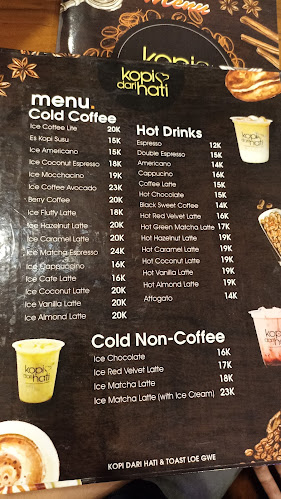 kopi
kopi
dari hati
menu.
Cold Coffee
Ice Coffee Lite 20K
Es Kopi Susu 15K
Ice Americano 15K
Ice Coconut Espresso 18K
Ice Mocchacino 19K
Ice Coffee Avocado 23K
Berry Coffee 20K
Ice Fluffy Latte 18K
Ice Hazelnut Latte 20K
Ice Caramel Latte 20K
Ice Matcha Espresso 24K
Ice Cappuccino 16K
Ice Cafe Latte 16K
Ice Coconut Latte 20K
Ice Vanilla Latte 20K
Ice Almond Latte 20K
Hot Drinks
Espresso 12K
Double Espresso 15K
Americano 14K
Cappucino 16K
Coffee Latte 15K
Hot Chocolate 15K
Black Sweet Coffee 14K
Hot Red Velvet Latte 16K
Hot Green Matcha Latte 17K
Hot Hazelnut Latte 19K
Hot Caramel Latte 19K
Hot Coconut Latte 19K
Hot Vanilla Latte 19K
Hot Almond Latte 19K
Affogato 14K
kopi
dari
hati
Cold Non-Coffee
Ice Chocolate 16K
Ice Red Velvet Latte 17K
Ice Matcha Latte 18K
Ice Matcha Latte (with Ice Cream) 23K
kopi
dari
hati
kopi
dari
KOPI DARI HATI & TOAST LOE GWE